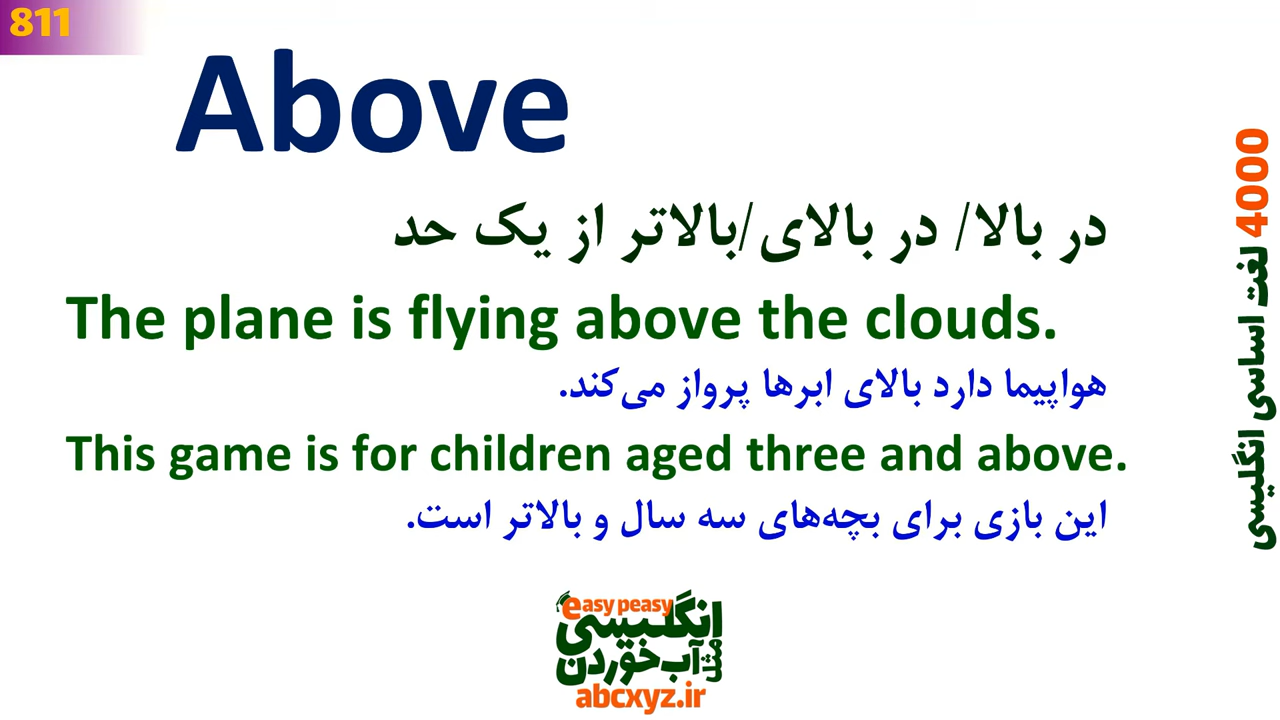 811
Above
در بالا/ در بالای/بالاتر از یک حد
The plane is flying above the clouds.
هواپیما دارد بالای ابرها پرواز می‌کند.
This game is for children aged three and above.
این بازی برای بچه‌های سه سال و بالاتر است.
4000 لغت اساسی انگلیسی
easy peasy
انگلیسی
مثل آب خوردن
abcxyz.ir